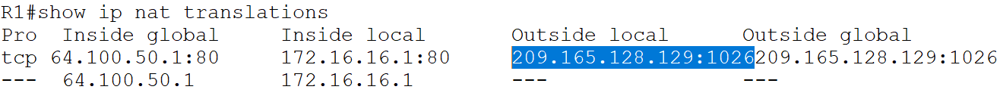 R1#show ip nat translations
Pro  Inside global     Inside local       Outside local      Outside global
tcp 64.100.50.1:80     172.16.16.1:80     209.165.128.129:1026209.165.128.129:1026
---  64.100.50.1       172.16.16.1        ---                ---